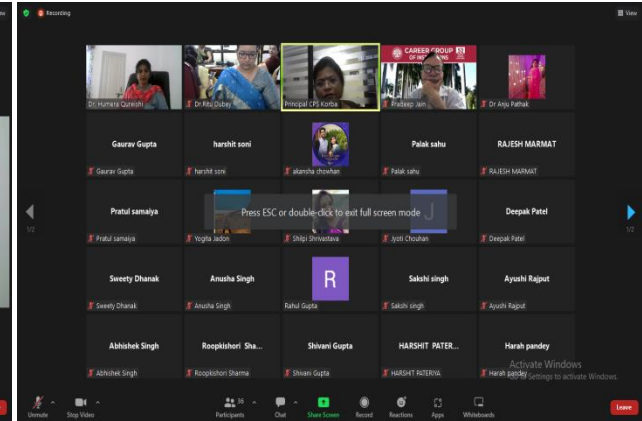 ew
Recording
View
Dr. Humera Qureishi
Dr.Ritu Dubey
Principal CPS Korba
CAREER GROUP
OF INSTITUTIONS
Pradeep Jain
Dr Anju Pathak
Gaurav Gupta
harshit soni
Palak sahu
RAJESH MARMAT
Gaurav Gupta
harshit soni
akansha chowhan
Palak sahu
RAJESH MARMAT
Press ESC or double-click to exit full screen mode
Pratul samaiya
J
Deepak Patel
1/2
1/2
Pratul samaiya
Yogita Jadon
Shilpi Shrivastava
Jyoti Chouhan
Deepak Patel
Sweety Dhanak
Anusha Singh
R
Sakshi singh
Ayushi Rajput
Sweety Dhanak
Anusha Singh
Rahul Gupta
Sakshi singh
Ayushi Rajput
Abhishek Singh
Roopkishori Sha...
Shivani Gupta
HARSHIT PATER...
Harah pandey
Abhishek Singh
Roopkishori Sharma
Shivani Gupta
HARSHIT PATERIYA
Harah pandey
Activate Windows
Go to Settings to activate Windows.
Unmute
Stop Video
36
Participants
Chat
Share Screen
Record
Reactions
Apps
Whiteboards
Leave